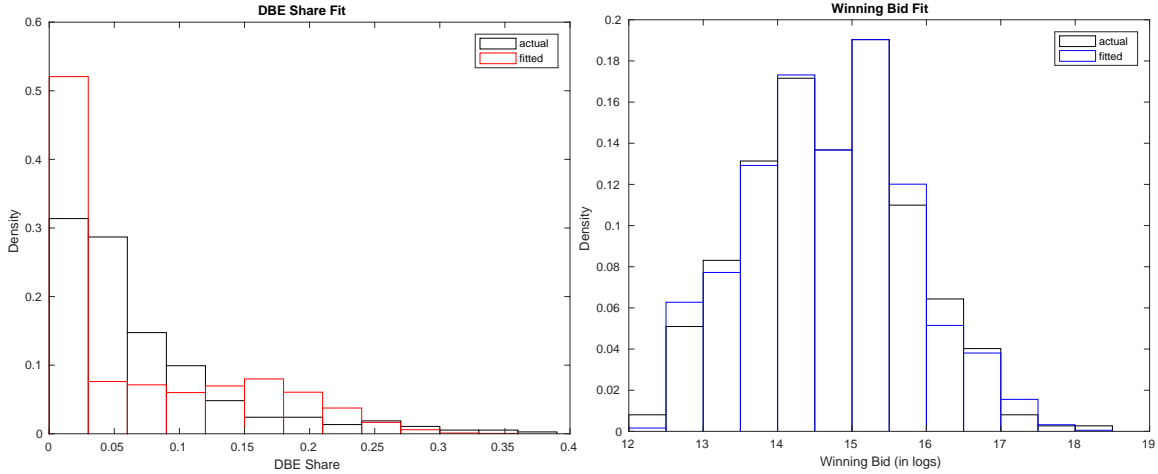 DBE Share Fit
actual
fitted
Density
0.6
0.5
0.4
0.3
0.2
0.1
0
0 0.05 0.1 0.15 0.2 0.25 0.3 0.35 0.4
DBE Share
Winning Bid Fit
actual
fitted
Density
0.2
0.18
0.16
0.14
0.12
0.1
0.08
0.06
0.04
0.02
0
12 13 14 15 16 17 18 19
Winning Bid (in logs)